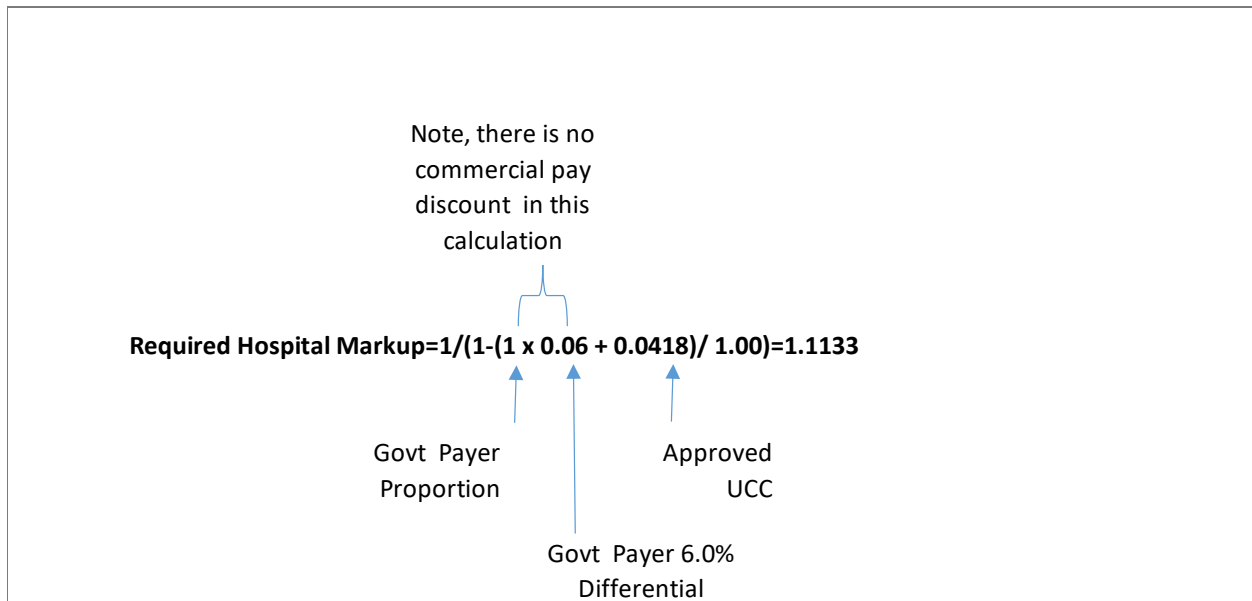 Note, there is no
commercial pay
discount in this
calculation
Required Hospital Markup=1/(1-(1 x 0.06 + 0.0418)/ 1.00)=1.1133
Govt Payer
Proportion
Approved
UCC
Govt Payer 6.0%
Differential